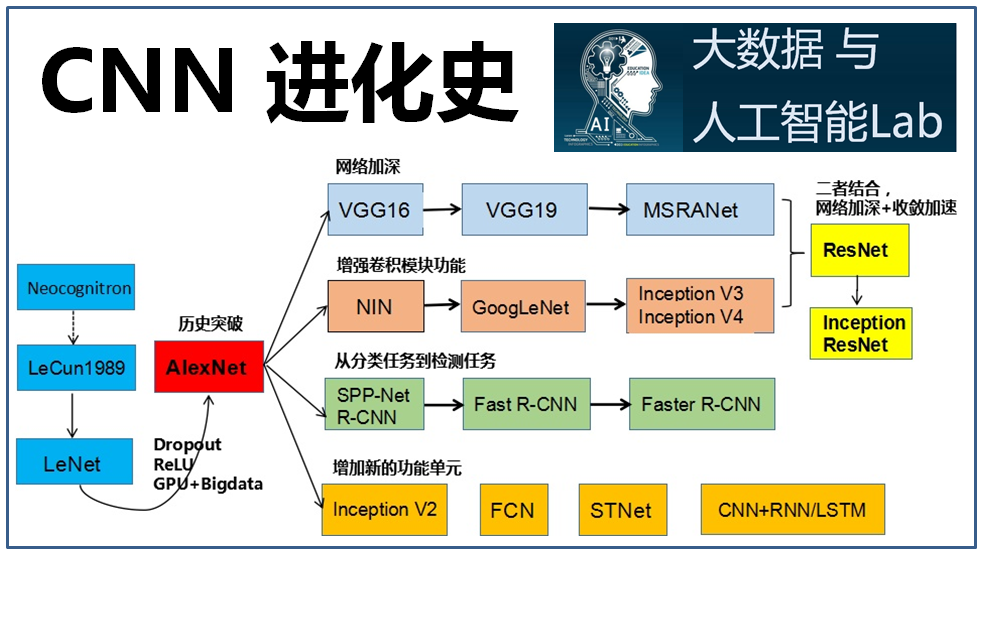 CNN 进化史
大数据 与
人工智能Lab
EDUCATION
IDEA
AI
TECHNOLOGY
网络加深
VGG16
VGG19
MSRANet
二者结合，
网络加深+收敛加速
ResNet
Inception
ResNet
增强卷积模块功能
NIN
GoogLeNet
Inception V3
Inception V4
Neocognitron
LeCun1989
LeNet
历史突破
AlexNet
Dropout
ReLU
GPU+Bigdata
从分类任务到检测任务
SPP-Net
R-CNN
Fast R-CNN
Faster R-CNN
增加新的功能单元
Inception V2
FCN
STNet
CNN+RNN/LSTM